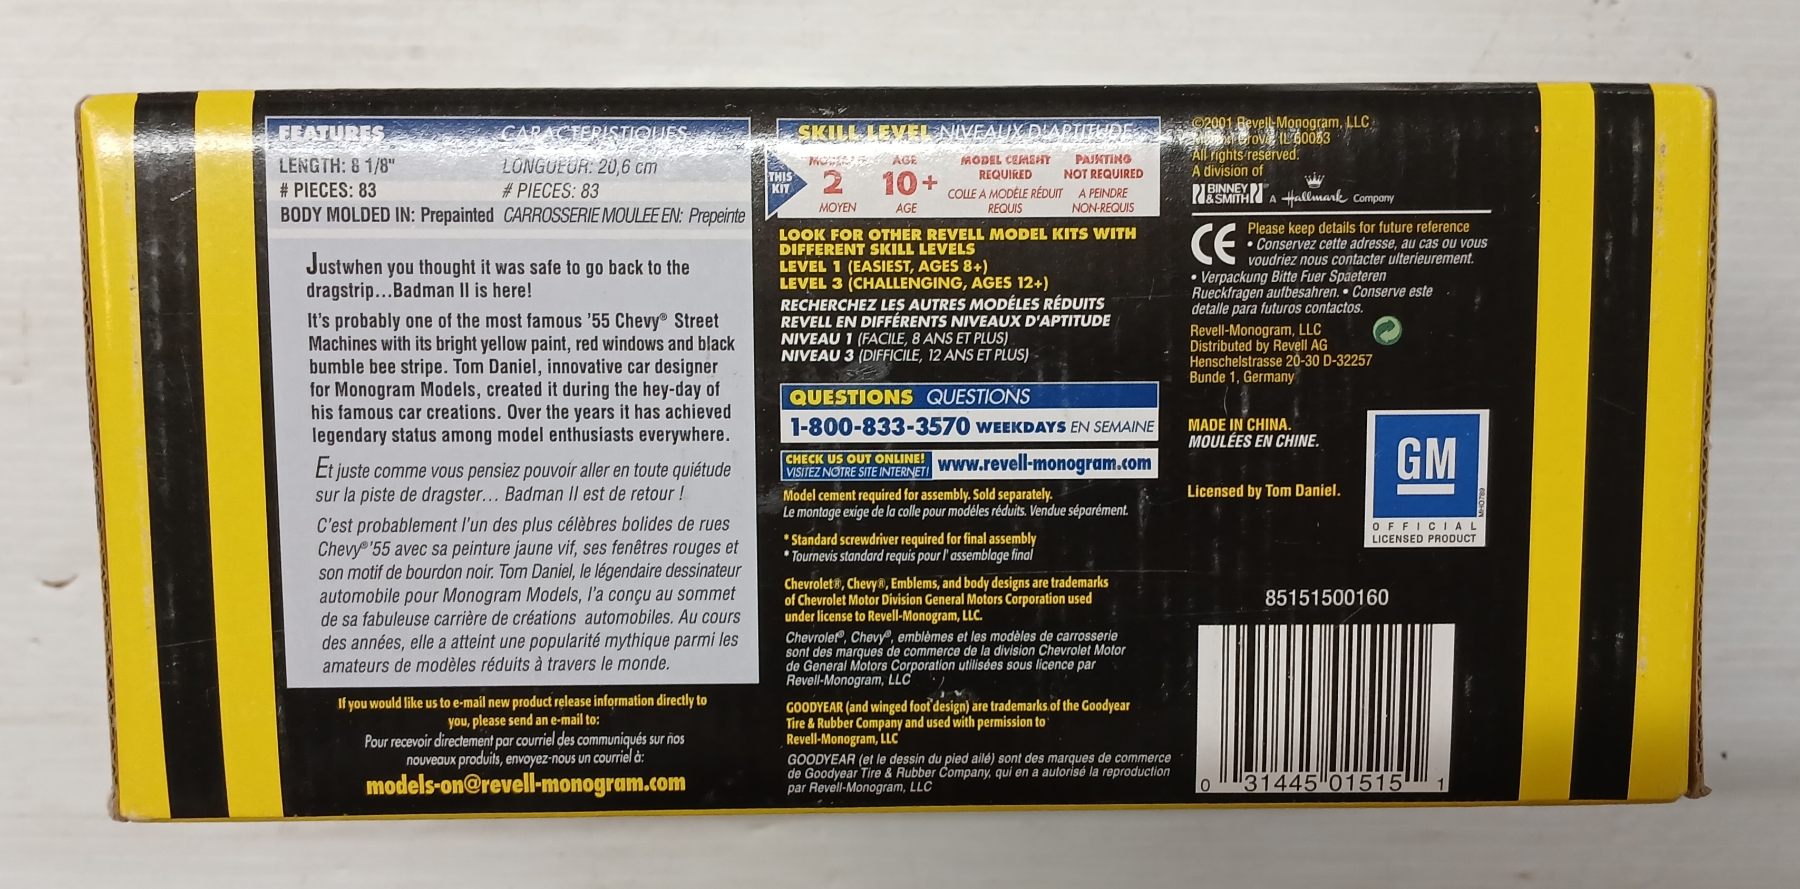 FEATURES CARACTERISTIQUES
LENGTH: 8 1/8" LONGUEUR: 20,6 cm
# PIECES: 83 # PIECES: 83
BODY MOLDED IN: Prepainted CARROSSERIE MOULEE EN: Prepeinte
Justwhen you thought it was safe to go back to the
dragstrip...Badman II is here!
It's probably one of the most famous '55 Chevy® Street
Machines with its bright yellow paint, red windows and black
bumble bee stripe. Tom Daniel, innovative car designer
for Monogram Models, created it during the hey-day of
his famous car creations. Over the years it has achieved
legendary status among model enthusiasts everywhere.
Et juste comme vous pensiez pouvoir aller en toute quiétude
sur la piste de dragster... Badman II est de retour !
C'est probablement l'un des plus célèbres bolides de rues
Chevy®'55 avec sa peinture jaune vif, ses fenêtres rouges et
son motif de bourdon noir. Tom Daniel, le légendaire dessinateur
automobile pour Monogram Models, l'a conçu au sommet
de sa fabuleuse carrière de créations automobiles. Au cours
des années, elle a atteint une popularité mythique parmi les
amateurs de modèles réduits à travers le monde.
If you would like us to e-mail new product release information directly to
you, please send an e-mail to:
Pour recevoir directement par courriel des communiqués sur nos
nouveaux produits, envoyez-nous un courriel à:
models-on@revell-monogram.com
SKILL LEVEL NIVEAUX D'APTITUDE
THIS
KIT
2
MOYEN
AGE
10+
AGE
MODEL CEMENT
REQUIRED
COLLE A MODÈLE RÉDUIT
REQUIS
PAINTING
NOT REQUIRED
A PEINDRE
NON-REQUIS
LOOK FOR OTHER REVELL MODEL KITS WITH
DIFFERENT SKILL LEVELS
LEVEL 1 (EASIEST, AGES 8+)
LEVEL 3 (CHALLENGING, AGES 12+)
RECHERCHEZ LES AUTRES MODÉLES RÉDUITS
REVELL EN DIFFÉRENTS NIVEAUX D'APTITUDE
NIVEAU 1 (FACILE, 8 ANS ET PLUS)
NIVEAU 3 (DIFFICILE, 12 ANS ET PLUS)
QUESTIONS QUESTIONS
1-800-833-3570 WEEKDAYS EN SEMAINE
CHECK US OUT ONLINE!
VISITEZ NOTRE SITE INTERNET!
www.revell-monogram.com
Model cement required for assembly. Sold separately.
Le montage exige de la colle pour modéles réduits. Vendue séparément.
* Standard screwdriver required for final assembly
* Tournevis standard requis pour l' assemblage final
Chevrolet®, Chevy®, Emblems, and body designs are trademarks
of Chevrolet Motor Division General Motors Corporation used
under license to Revell-Monogram, LLC.
Chevrolet®, Chevy®, emblèmes et les modèles de carrosserie
sont des marques de commerce de la division Chevrolet Motor
de General Motors Corporation utilisées sous licence par
Revell-Monogram, LLC
GOODYEAR (and winged foot design) are trademarks of the Goodyear
Tire & Rubber Company and used with permission to
Revell-Monogram, LLC
GOODYEAR (et le dessin du pied ailé) sont des marques de commerce
de Goodyear Tire & Rubber Company, qui en a autorisé la reproduction
par Revell-Monogram, LLC
©2001 Revell-Monogram, LLC
Grove, IL 60053
All rights reserved.
A division of
BINNEY
&SMITH A Hallmark Company
CE
Please keep details for future reference
• Conservez cette adresse, au cas ou vous
voudriez nous contacter ulterieurement.
• Verpackung Bitte Fuer Spaeteren
Rueckfragen aufbesahren. • Conserve este
detalle para futuros contactos.
Revell-Monogram, LLC
Distributed by Revell AG
Henschelstrasse 20-30 D-32257
Bunde 1, Germany
MADE IN CHINA.
MOULÉES EN CHINE.
Licensed by Tom Daniel.
GM
OFFICIAL
LICENSED PRODUCT
85151500160
0 31445 01515 1